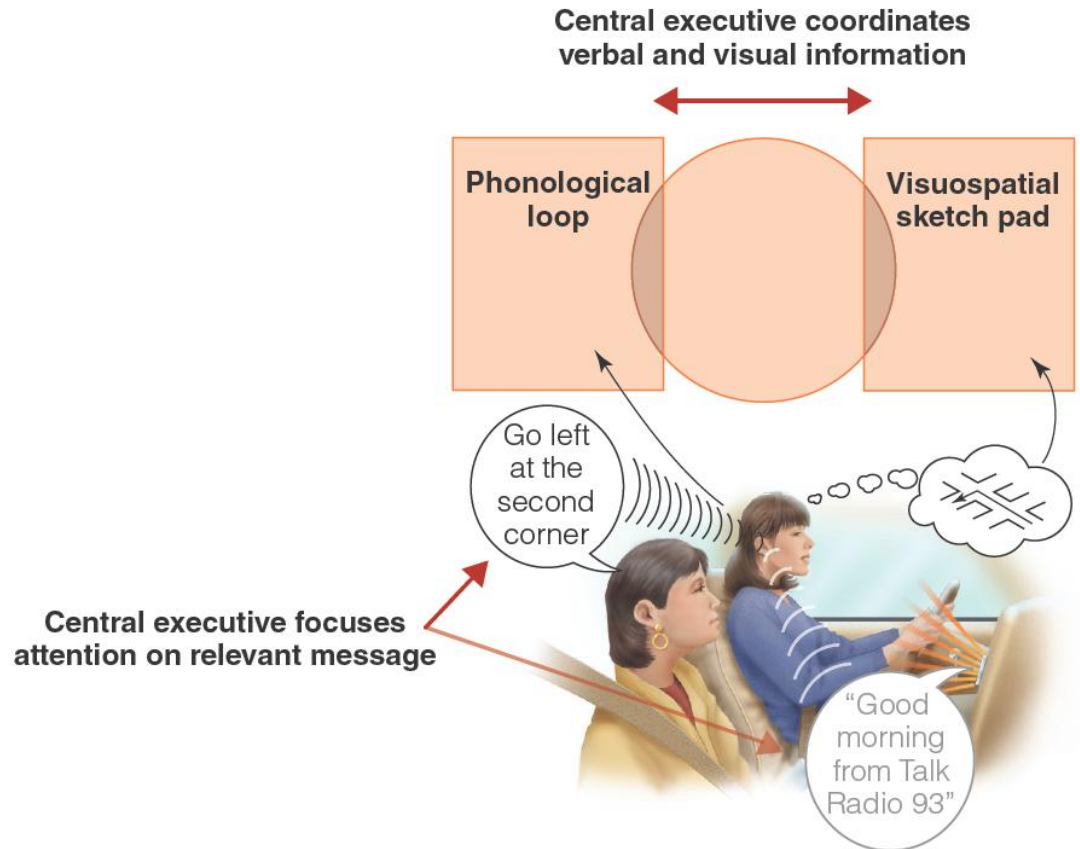 Central executive coordinates
verbal and visual information
Phonological
loop
Visuospatial
sketch pad
Go left
at the
second
corner
Central executive focuses
attention on relevant message
“Good
morning
from Talk
Radio 93”